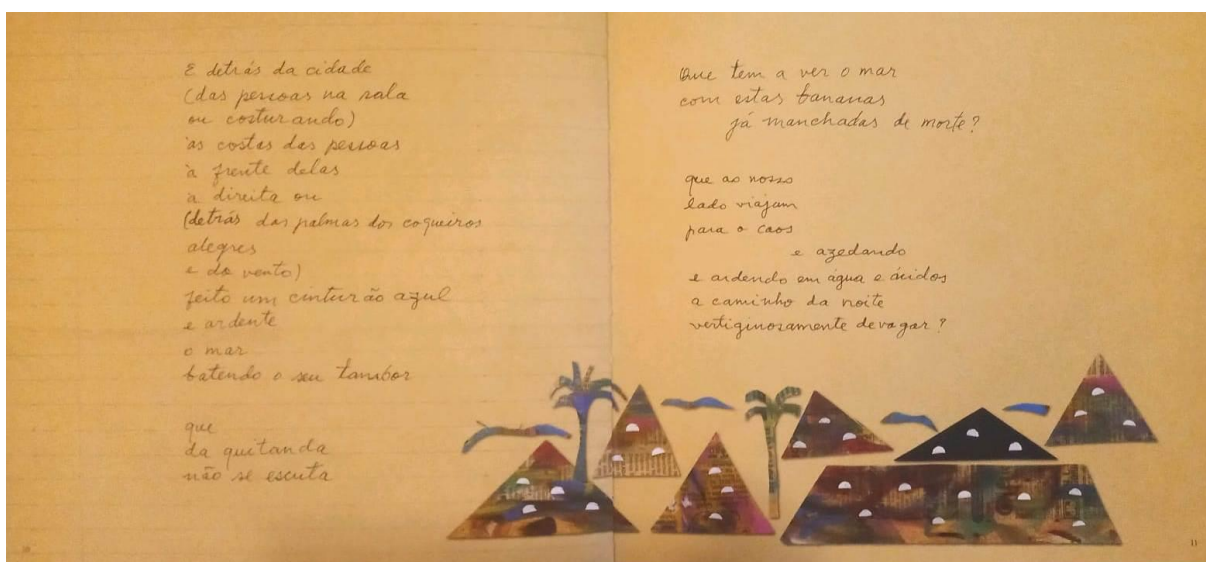 E detrás da cidade
(das pessoas na sala
ou costurando)
às costas das pessoas
à frente delas
à direita ou
(detrás das palmas dos coqueiros
alegres
e do vento)
feito um cinturão azul
e ardente
o mar
batendo o seu tambor
que
da quitanda
não se escuta
Que tem a ver o mar
com estas bananas
já manchadas de morte?
que ao nosso
lado viajam
para o caos
e azedando
e ardendo em água e ácidos
a caminho da noite
vertiginosamente devagar?
10
11